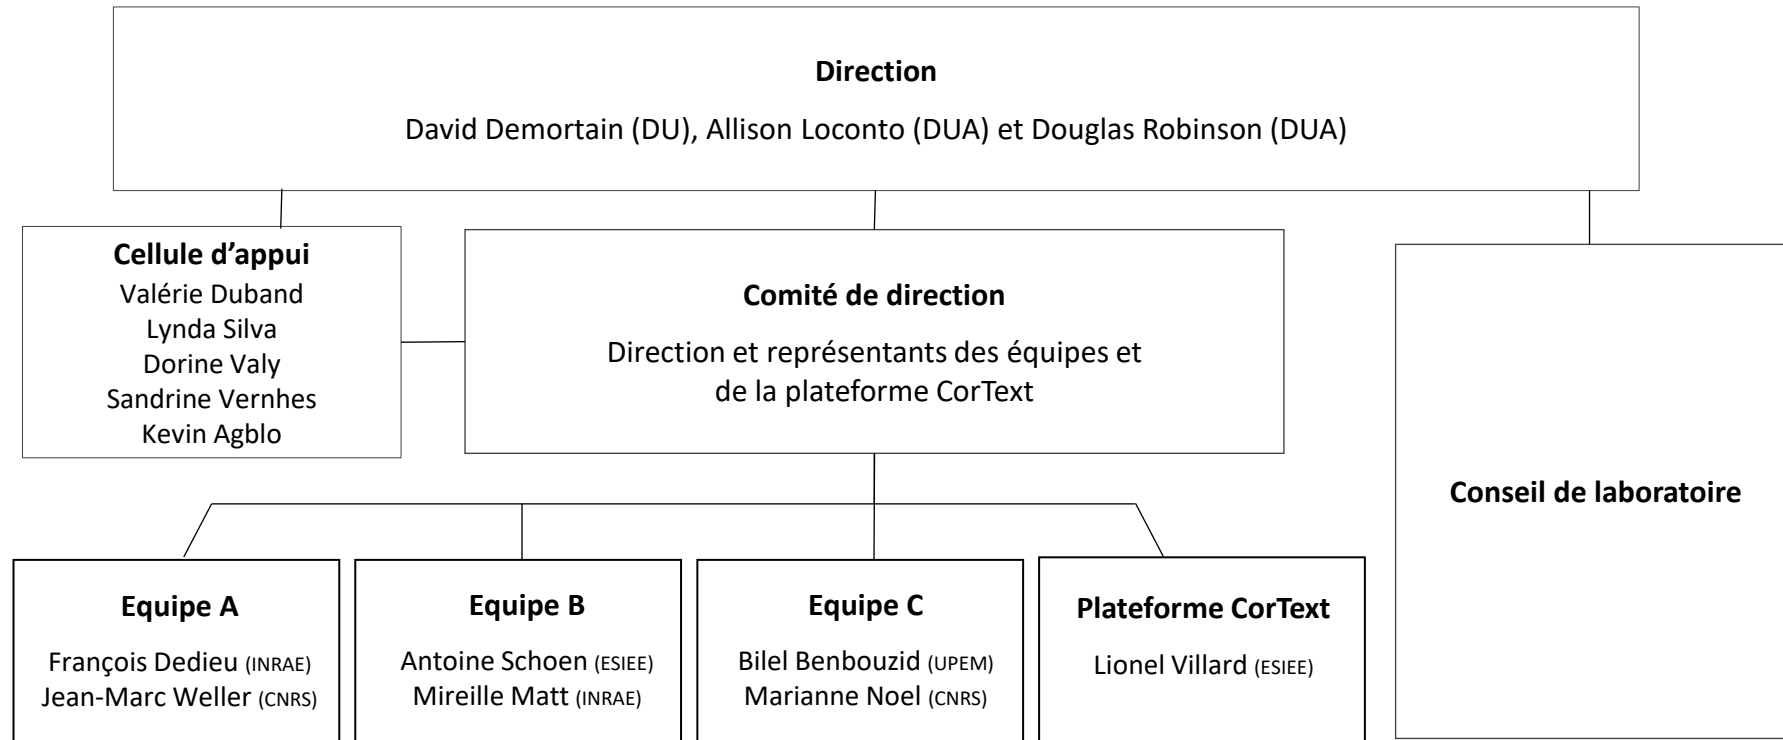 Direction
David Demortain (DU), Allison Loconto (DUA) et Douglas Robinson (DUA)
Cellule d’appui
Valérie Duband
Lynda Silva
Dorine Valy
Sandrine Vernhes
Kevin Agblo
Comité de direction
Direction et représentants des équipes et
de la plateforme CorText
Conseil de laboratoire
Equipe A
François Dedieu (INRAE)
Jean-Marc Weller (CNRS)
Equipe B
Antoine Schoen (ESIEE)
Mireille Matt (INRAE)
Equipe C
Bilel Benbouzid (UPEM)
Marianne Noel (CNRS)
Plateforme CorText
Lionel Villard (ESIEE)